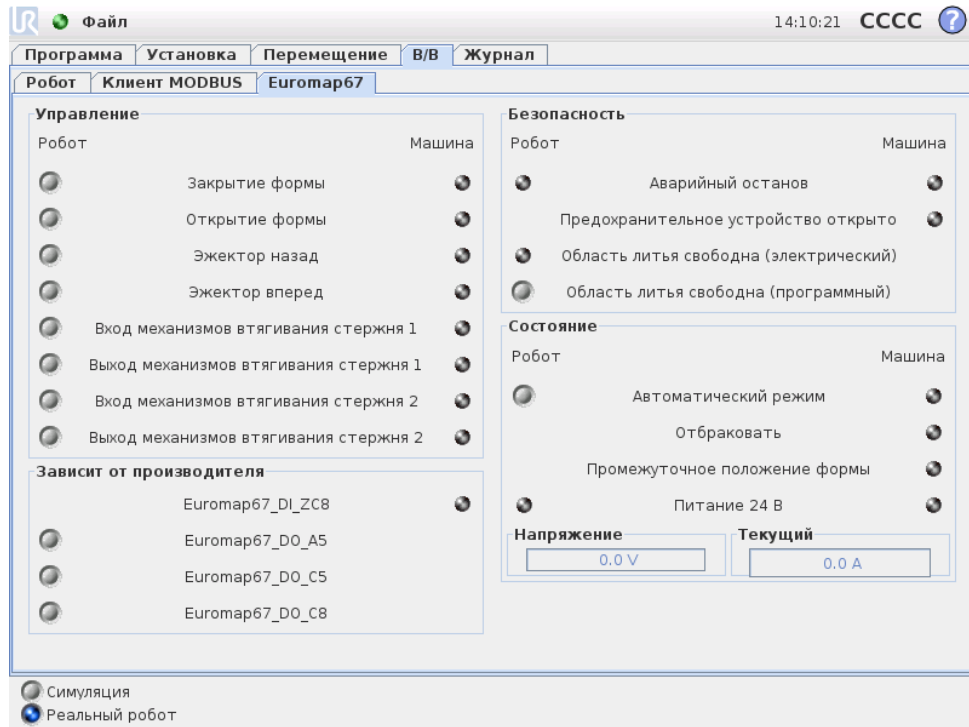 UR Файл 14:10:21 CCCC ?
Программа Установка Перемещение В/В Журнал
Робот Клиент MODBUS Euromap67
Управление
Робот Машина
Закрытие формы
Открытие формы
Эжектор назад
Эжектор вперед
Вход механизмов втягивания стержня 1
Выход механизмов втягивания стержня 1
Вход механизмов втягивания стержня 2
Выход механизмов втягивания стержня 2
Зависит от производителя
Euromap67_DI_ZC8
Euromap67_DO_A5
Euromap67_DO_C5
Euromap67_DO_C8
Безопасность
Робот Машина
Аварийный останов
Предохранительное устройство открыто
Область литья свободна (электрический)
Область литья свободна (программный)
Состояние
Робот Машина
Автоматический режим
Отбраковать
Промежуточное положение формы
Питание 24 В
Напряжение Текущий
0.0 V 0.0 A
Симуляция
Реальный робот